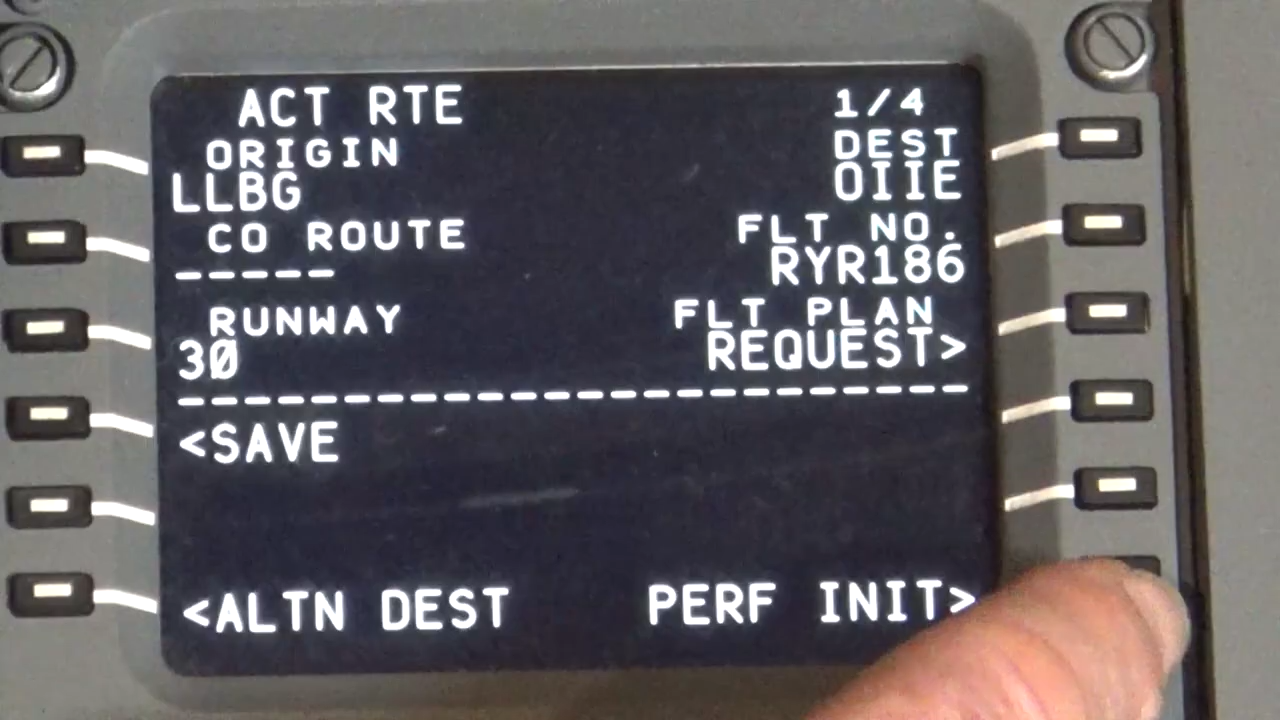 ACT RTE 1/4
ORIGIN DEST
LLBG OIIE
CO ROUTE FLT NO.
----- RYR186
RUNWAY FLT PLAN
30 REQUEST>
------------------------
<SAVE
<ALTN DEST PERF INIT>